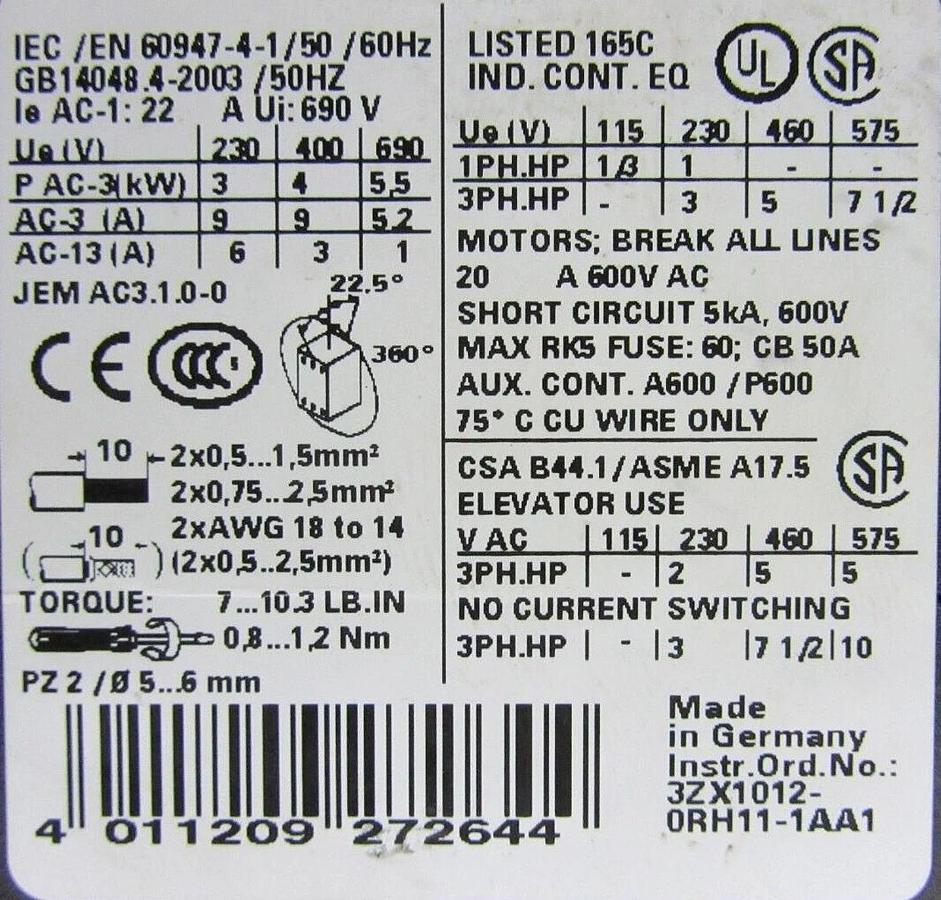 IEC /EN 60947-4-1/50 /60Hz
GB14048.4-2003 /50HZ
Ie AC-1: 22 A Ui: 690 V
Ue (V) 230 400 690
P AC-3(kW) 3 4 5,5
AC-3 (A) 9 9 5.2
AC-13 (A) 6 3 1
JEM AC3.1.0-0
22.5°
360°
CE CCC S
10
2x0,5...1,5mm²
2x0,75...2,5mm²
2xAWG 18 to 14
10
(2x0,5..2,5mm²)
TORQUE: 7...10.3 LB.IN
0,8...1,2 Nm
PZ 2 /Ø 5...6 mm
4 011209 272644
LISTED 165C
IND. CONT. EQ
UL SA
Ue (V) 115 230 460 575
1PH.HP 1/3 1 - -
3PH.HP - 3 5 7 1/2
MOTORS; BREAK ALL LINES
20 A 600V AC
SHORT CIRCUIT 5kA, 600V
MAX RK5 FUSE: 60; CB 50A
AUX. CONT. A600 /P600
75° C CU WIRE ONLY
CSA B44.1/ASME A17.5
ELEVATOR USE
SA
V AC 115 230 460 575
3PH.HP - 2 5 5
NO CURRENT SWITCHING
3PH.HP - 3 7 1/2 10
Made
in Germany
Instr.Ord.No.:
3ZX1012-
0RH11-1AA1